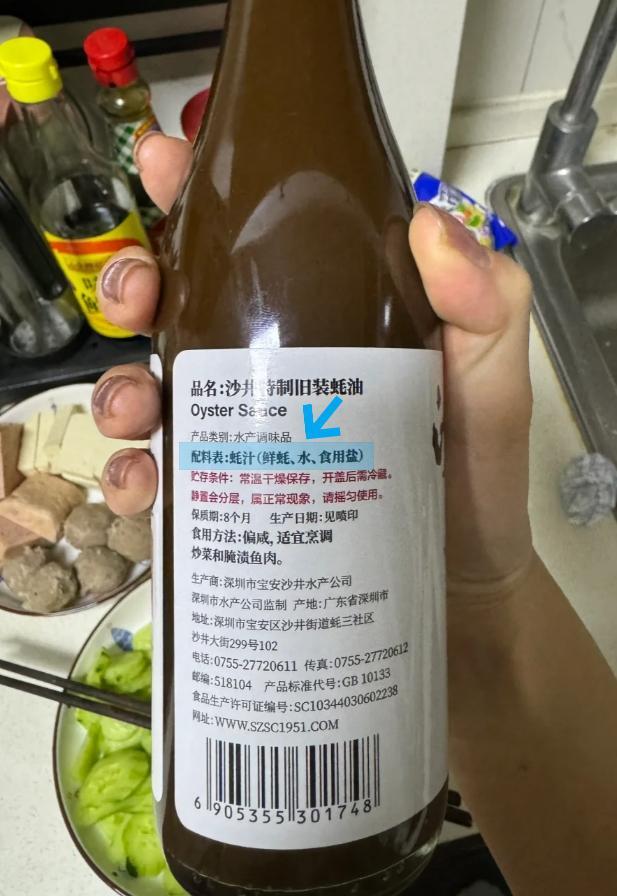 品名:沙井特制旧装蚝油
Oyster Sauce
产品类别:水产调味品
配料表:蚝汁(鲜蚝、水、食用盐)
贮存条件: 常温干燥保存, 开盖后需冷藏。
静置会分层, 属正常现象, 请摇匀使用。
保质期:8个月 生产日期:见喷印
食用方法:偏咸, 适宜烹调
炒菜和腌渍鱼肉。
生产商:深圳市宝安沙井水产公司
深圳市水产公司监制 产地:广东省深圳市
地址:深圳市宝安区沙井街道蚝三社区
沙井大街299号102
电话:0755-27720611 传真:0755-27720612
邮编:518104 产品标准代号:GB 10133
食品生产许可证编号:SC10344030602238
网址:WWW.SZSC1951.COM
6 905355 301748